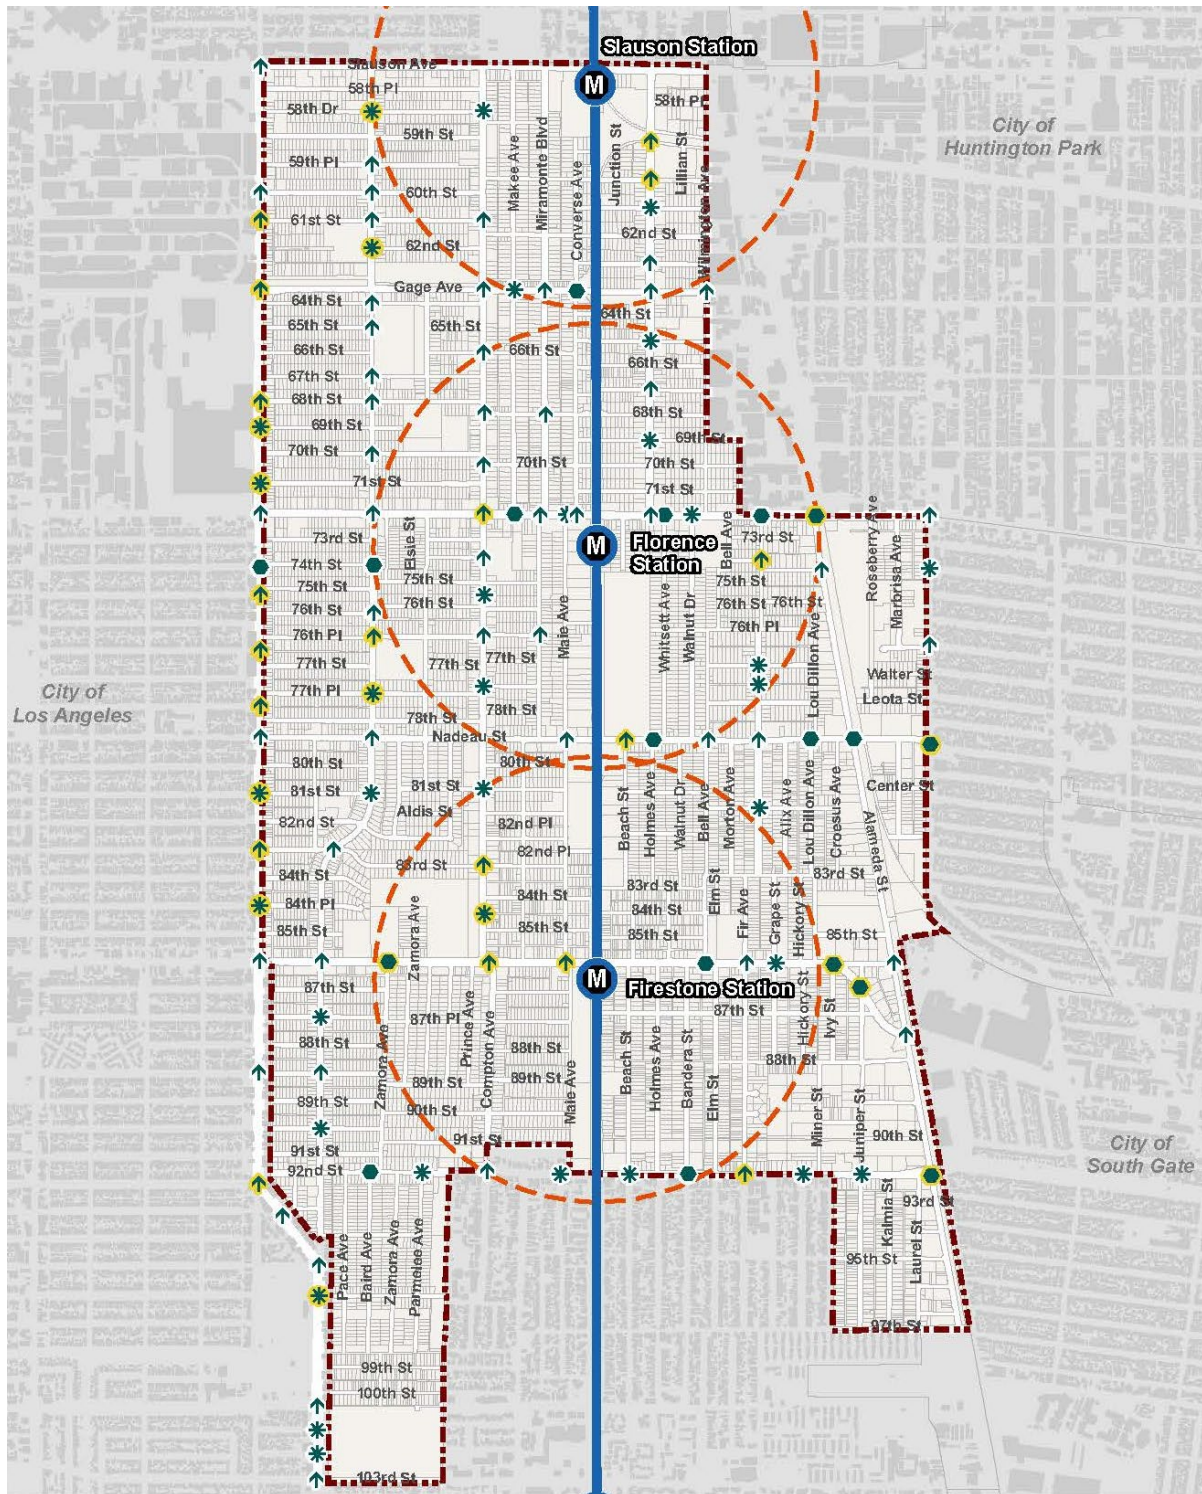 Slauson Station
M
Slauson Ave
58th Pl
58th Dr
58th Pl
59th St
City of
Huntington Park
59th Pl
60th St
Makee Ave
Miramonte Blvd
Converse Ave
Junction St
Lillian St
Wilmington Ave
61st St
62nd St
62nd St
Gage Ave
64th St
64th St
65th St
65th St
66th St
66th St
66th St
67th St
68th St
68th St
69th St
69th St
70th St
70th St
70th St
71st St
71st St
73rd St
Elsie St
M
Florence
Station
Bell Ave
73rd St
Roseberry Ave
Marbrisa Ave
74th St
75th St
75th St
75th St
76th St
76th St
76th St
76th St
76th Pl
76th Pl
Maie Ave
Whitsett Ave
Walnut Dr
Lou Dillon Ave
77th St
77th St
77th St
Walter St
Leota St
77th Pl
78th St
78th St
City of
Los Angeles
Nadeau St
80th St
80th St
81st St
81st St
Center St
82nd St
Aldis St
82nd Pl
82nd Pl
Beach St
Holmes Ave
Walnut Dr
Bell Ave
Morton Ave
Alix Ave
Lou Dillon Ave
Croesus Ave
Alameda St
83rd St
83rd St
83rd St
84th St
84th St
84th St
84th Pl
85th St
85th St
85th St
85th St
Zamora Ave
Elm St
Fir Ave
Grape St
Hickory St
M
Firestone Station
87th St
87th St
87th Pl
Prince Ave
Compton Ave
Hickory St
Ivy St
88th St
88th St
88th St
Zamora Ave
89th St
89th St
89th St
Maie Ave
Beach St
Holmes Ave
Bandera St
Elm St
Miner St
Juniper St
90th St
90th St
91st St
91st St
92nd St
City of
South Gate
93rd St
Kalmia St
Laurel St
Pace Ave
Baird Ave
Zamora Ave
Parmelee Ave
95th St
97th St
99th St
100th St
103rd St